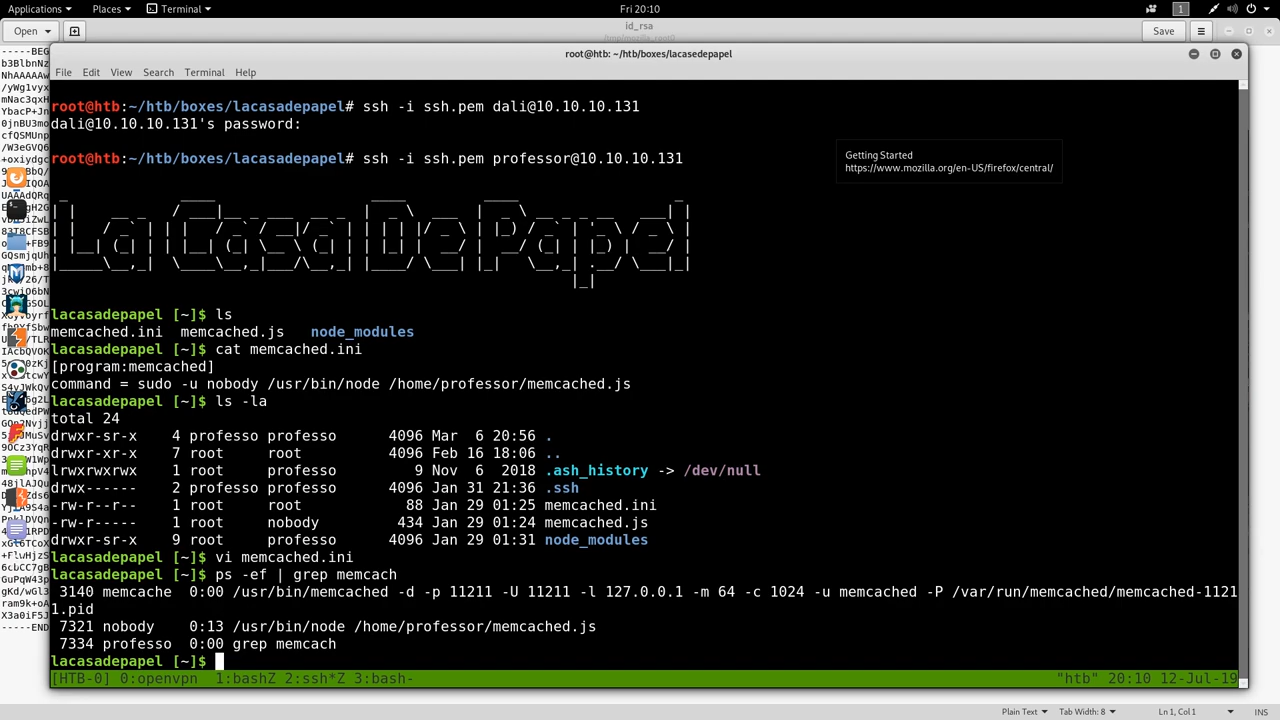 Applications Places Terminal Fri 20:10 1
Open id_rsa Save
/tmp/mozilla_root0
root@htb: ~/htb/boxes/lacasedepapel
File Edit View Search Terminal Help
root@htb:~/htb/boxes/lacasadepapel# ssh -i ssh.pem dali@10.10.10.131
dali@10.10.10.131's password:
root@htb:~/htb/boxes/lacasadepapel# ssh -i ssh.pem professor@10.10.10.131
Getting Started
https://www.mozilla.org/en-US/firefox/central/
La Casa De Papel
lacasadepapel [~]$ ls
memcached.ini memcached.js node_modules
lacasadepapel [~]$ cat memcached.ini
[program:memcached]
command = sudo -u nobody /usr/bin/node /home/professor/memcached.js
lacasadepapel [~]$ ls -la
total 24
drwxr-sr-x 4 professo professo 4096 Mar 6 20:56 .
drwxr-xr-x 7 root root 4096 Feb 16 18:06 ..
lrwxrwxrwx 1 root professo 9 Nov 6 2018 .ash_history -> /dev/null
drwx------ 2 professo professo 4096 Jan 31 21:36 .ssh
-rw-r--r-- 1 root root 88 Jan 29 01:25 memcached.ini
-rw-r----- 1 root nobody 434 Jan 29 01:24 memcached.js
drwxr-sr-x 9 root professo 4096 Jan 29 01:31 node_modules
lacasadepapel [~]$ vi memcached.ini
lacasadepapel [~]$ ps -ef | grep memcach
3140 memcache 0:00 /usr/bin/memcached -d -p 11211 -U 11211 -l 127.0.0.1 -m 64 -c 1024 -u memcached -P /var/run/memcached/memcached-1121
1.pid
7321 nobody 0:13 /usr/bin/node /home/professor/memcached.js
7334 professo 0:00 grep memcach
lacasadepapel [~]$
[HTB-0] 0:openvpn 1:bashZ 2:ssh*Z 3:bash- "htb" 20:10 12-Jul-19
Plain Text Tab Width: 8 Ln 1, Col 1 INS